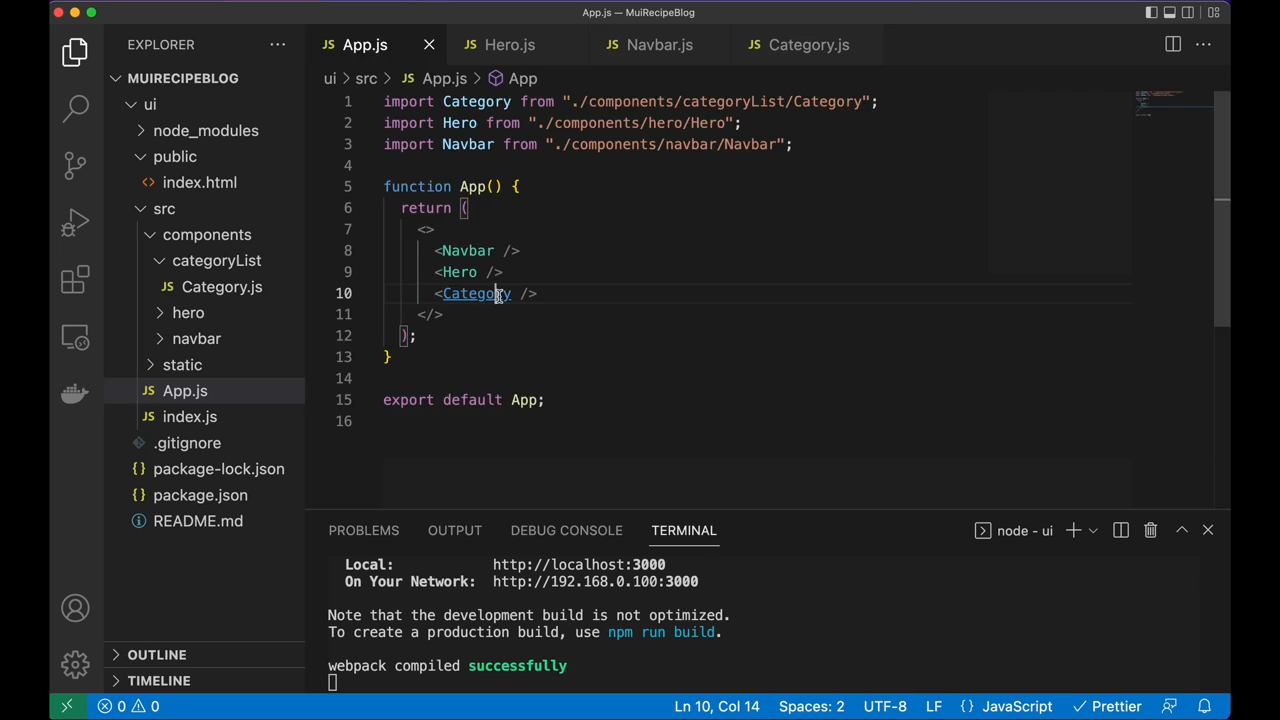 App.js — MuiRecipeBlog
EXPLORER
MUIRECIPEBLOG
ui
node_modules
public
<> index.html
src
components
categoryList
JS Category.js
hero
navbar
static
JS App.js
JS index.js
.gitignore
{} package-lock.json
{} package.json
README.md
OUTLINE
TIMELINE
JS App.js
JS Hero.js
JS Navbar.js
JS Category.js
ui > src > JS App.js > App
1 import Category from "./components/categoryList/Category";
2 import Hero from "./components/hero/Hero";
3 import Navbar from "./components/navbar/Navbar";
4
5 function App() {
6 return (
7 <>
8 <Navbar />
9 <Hero />
10 <Category />
11 </>
12 );
13 }
14
15 export default App;
16
PROBLEMS OUTPUT DEBUG CONSOLE TERMINAL
node - ui
Local: http://localhost:3000
On Your Network: http://192.168.0.100:3000
Note that the development build is not optimized.
To create a production build, use npm run build.
webpack compiled successfully
0 0
Ln 10, Col 14 Spaces: 2 UTF-8 LF {} JavaScript Prettier